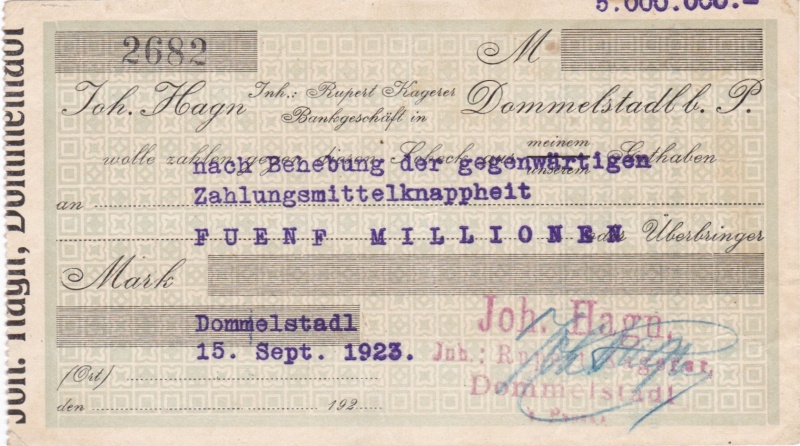 5.000.000.-
2682
M
Joh. Hagn Inh.: Rupert Kagerer Bankgeschäft in Dommelstadl b. P.
wolle zahlen gegen diesen Scheck aus meinem unserem Guthaben
nach Behebung der gegenwärtigen
an Zahlungsmittelknappheit
FUENF MILLIONEN oder Überbringer
Mark
Dommelstadl
15. Sept. 1923.
(Ort)
den 192
Joh. Hagn,
Inh.: Rupert Kagerer,
Dommelstadl
Joh. Hagn, Dommelstadl